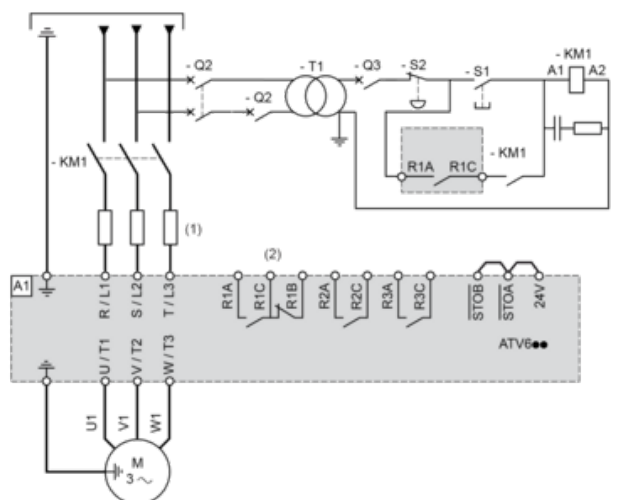 - Q2
- T1
- Q3
- S2
- S1
- KM1
A1
A2
- Q2
- KM1
R1A
R1C
- KM1
(1)
(2)
A1
R / L1
S / L2
T / L3
R1A
R1C
R1B
R2A
R2C
R3A
R3C
STOB
STOA
24V
ATV6●●
U / T1
V / T2
W / T3
U1
V1
W1
M
3 ~